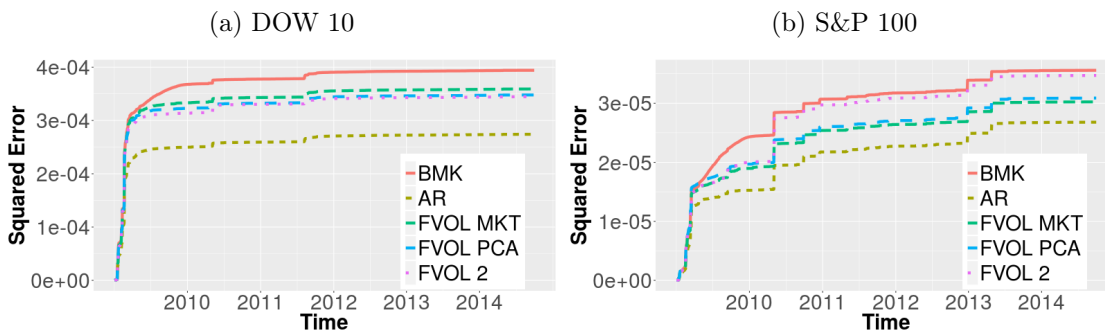 (a) DOW 10
Squared Error
4e-04
3e-04
2e-04
1e-04
0e+00
BMK
AR
FVOL MKT
FVOL PCA
FVOL 2
2010 2011 2012 2013 2014
Time
(b) S&P 100
Squared Error
3e-05
2e-05
1e-05
0e+00
BMK
AR
FVOL MKT
FVOL PCA
FVOL 2
2010 2011 2012 2013 2014
Time